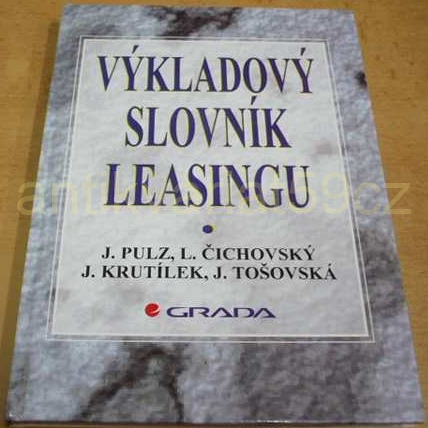 VÝKLADOVÝ
SLOVNÍK
LEASINGU
J. PULZ, L. ČICHOVSKÝ
J. KRUTÍLEK, J. TOŠOVSKÁ
GRADA